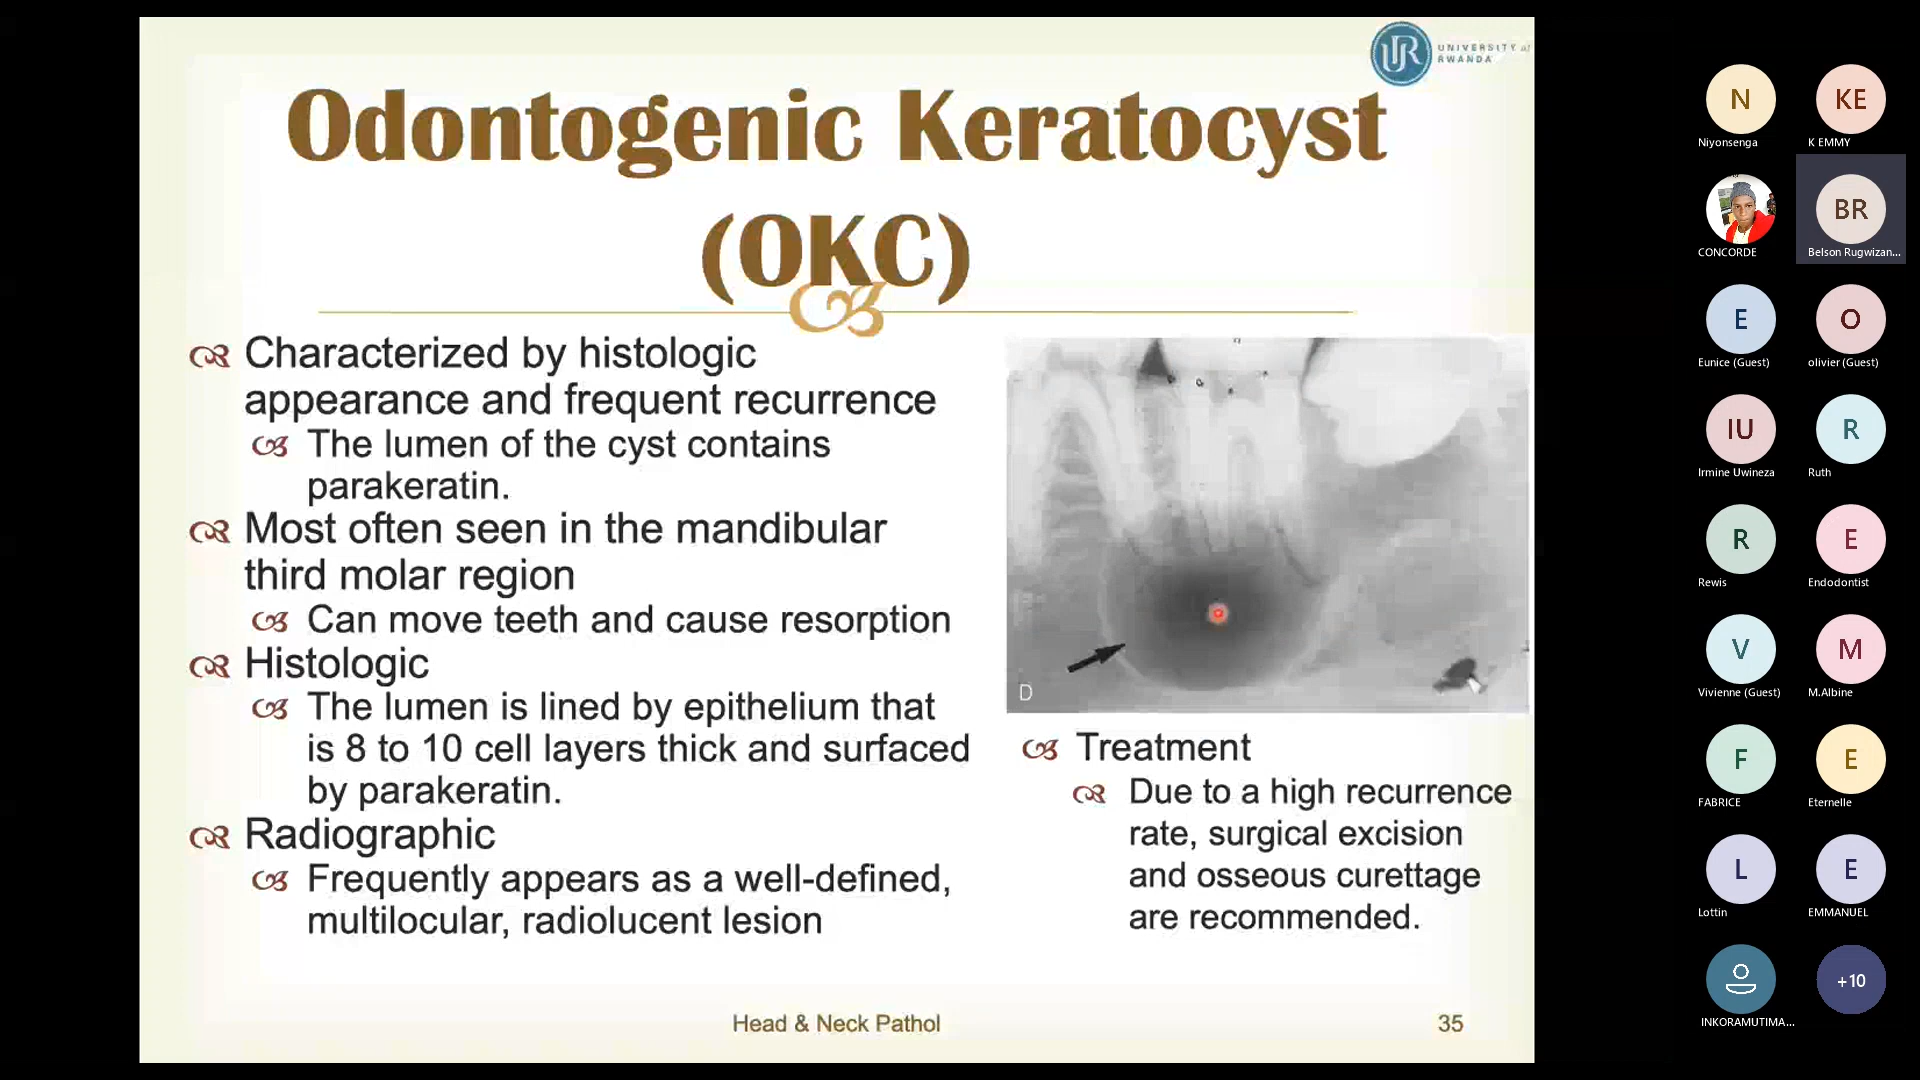 UNIVERSITY of
RWANDA
Odontogenic Keratocyst
(OKC)
Characterized by histologic
appearance and frequent recurrence
The lumen of the cyst contains
parakeratin.
Most often seen in the mandibular
third molar region
Can move teeth and cause resorption
Histologic
The lumen is lined by epithelium that
is 8 to 10 cell layers thick and surfaced
by parakeratin.
Radiographic
Frequently appears as a well-defined,
multilocular, radiolucent lesion
D
Treatment
Due to a high recurrence
rate, surgical excision
and osseous curettage
are recommended.
Head & Neck Pathol
35
N
Niyonsenga
KE
K EMMY
CONCORDE
BR
Belson Rugwizan...
E
Eunice (Guest)
O
olivier (Guest)
IU
Irmine Uwineza
R
Ruth
R
Rewis
E
Endodontist
V
Vivienne (Guest)
M
M.Albine
F
FABRICE
E
Eternelle
L
Lottin
E
EMMANUEL
INKORAMUTIMA...
+10